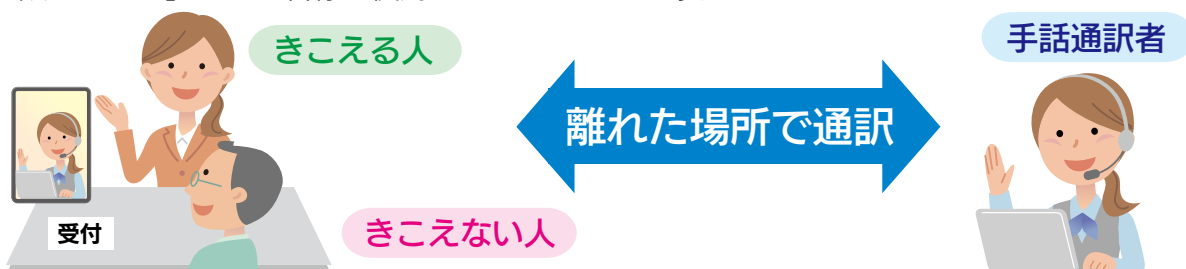 きこえる人
手話通訳者
離れた場所で通訳
受付
きこえない人